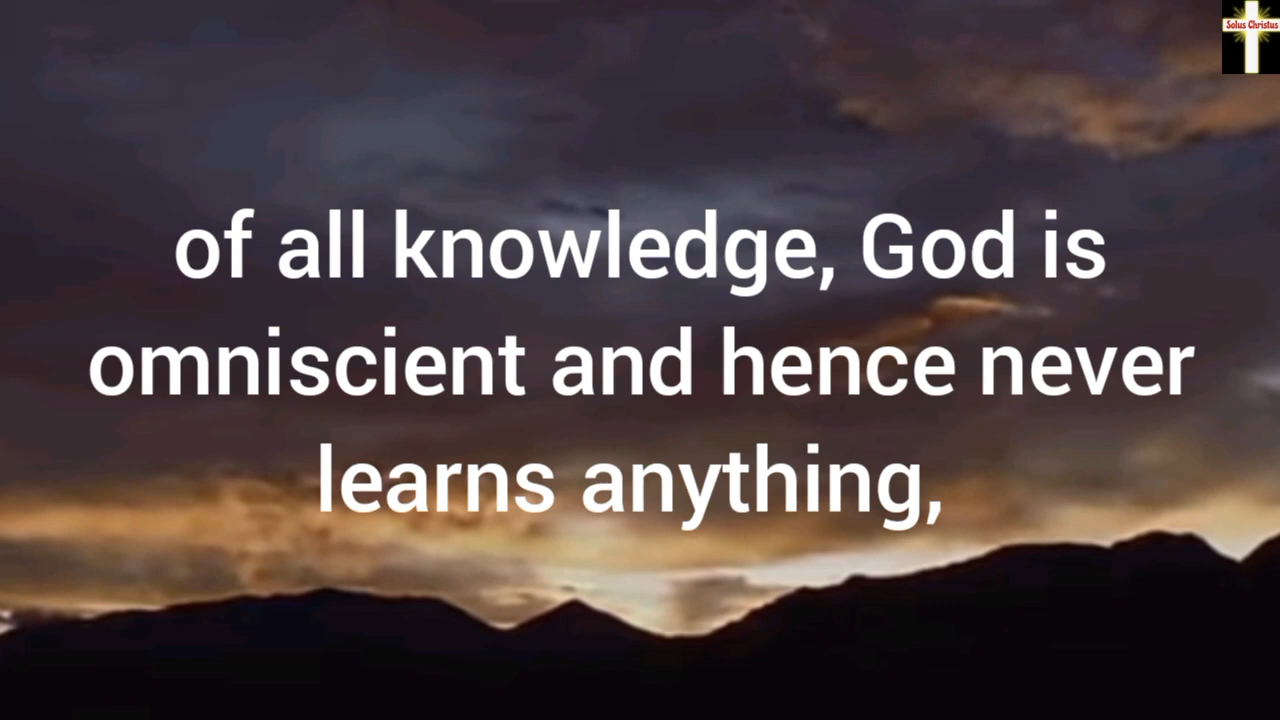 Solus Christus
of all knowledge, God is
omniscient and hence never
learns anything,